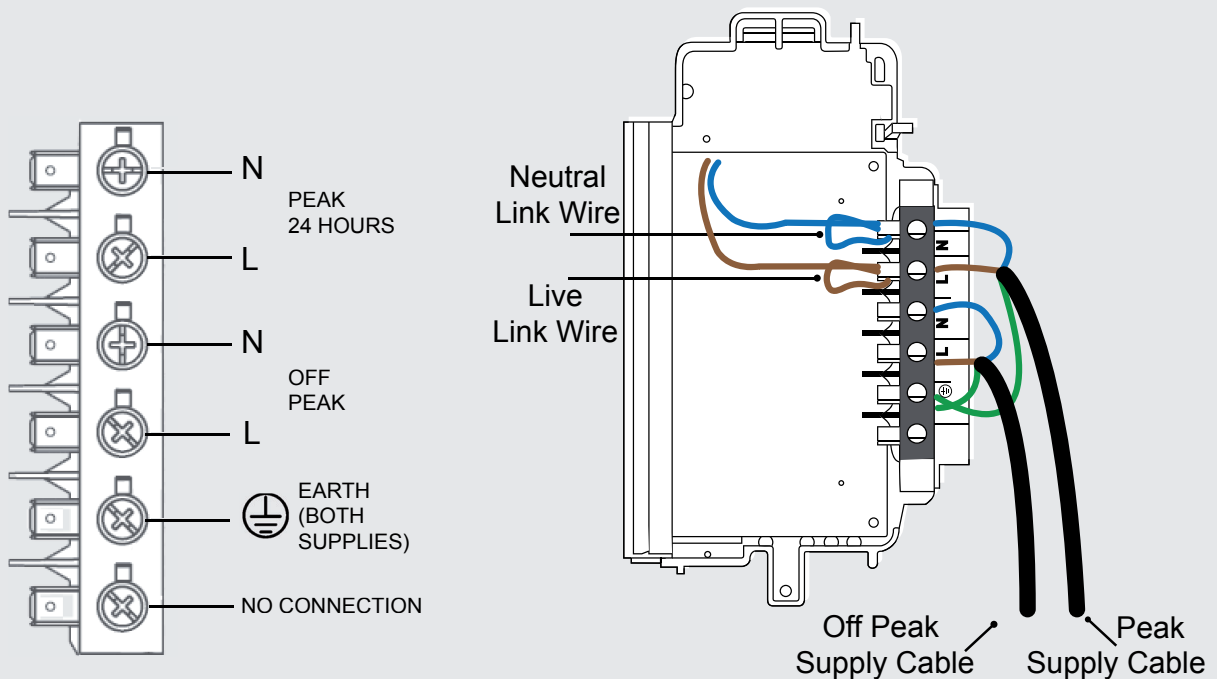 N
PEAK
24 HOURS
L
N
OFF
PEAK
L
EARTH
(BOTH
SUPPLIES)
NO CONNECTION
Neutral
Link Wire
Live
Link Wire
N
L
N
L
Off Peak
Supply Cable
Peak
Supply Cable